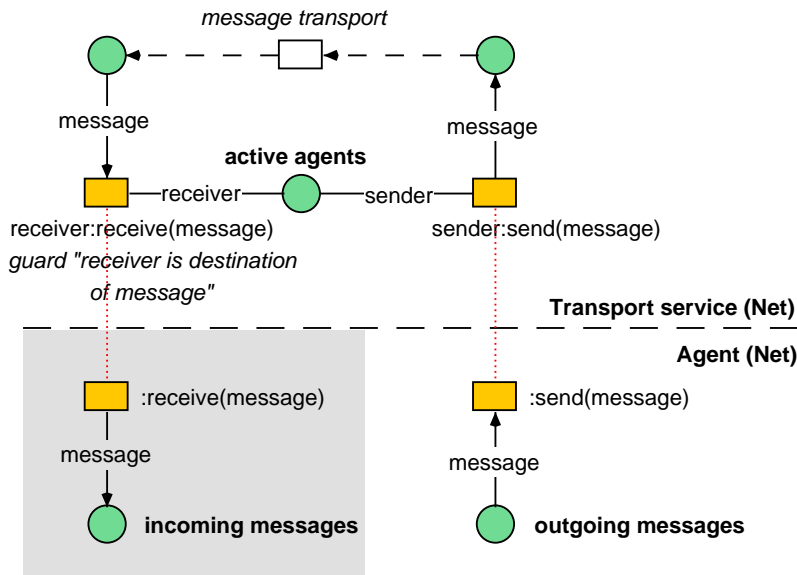 message transport
message
message
active agents
receiver
sender
receiver:receive(message)
sender:send(message)
guard "receiver is destination
of message"
Transport service (Net)
Agent (Net)
:receive(message)
:send(message)
message
message
incoming messages
outgoing messages